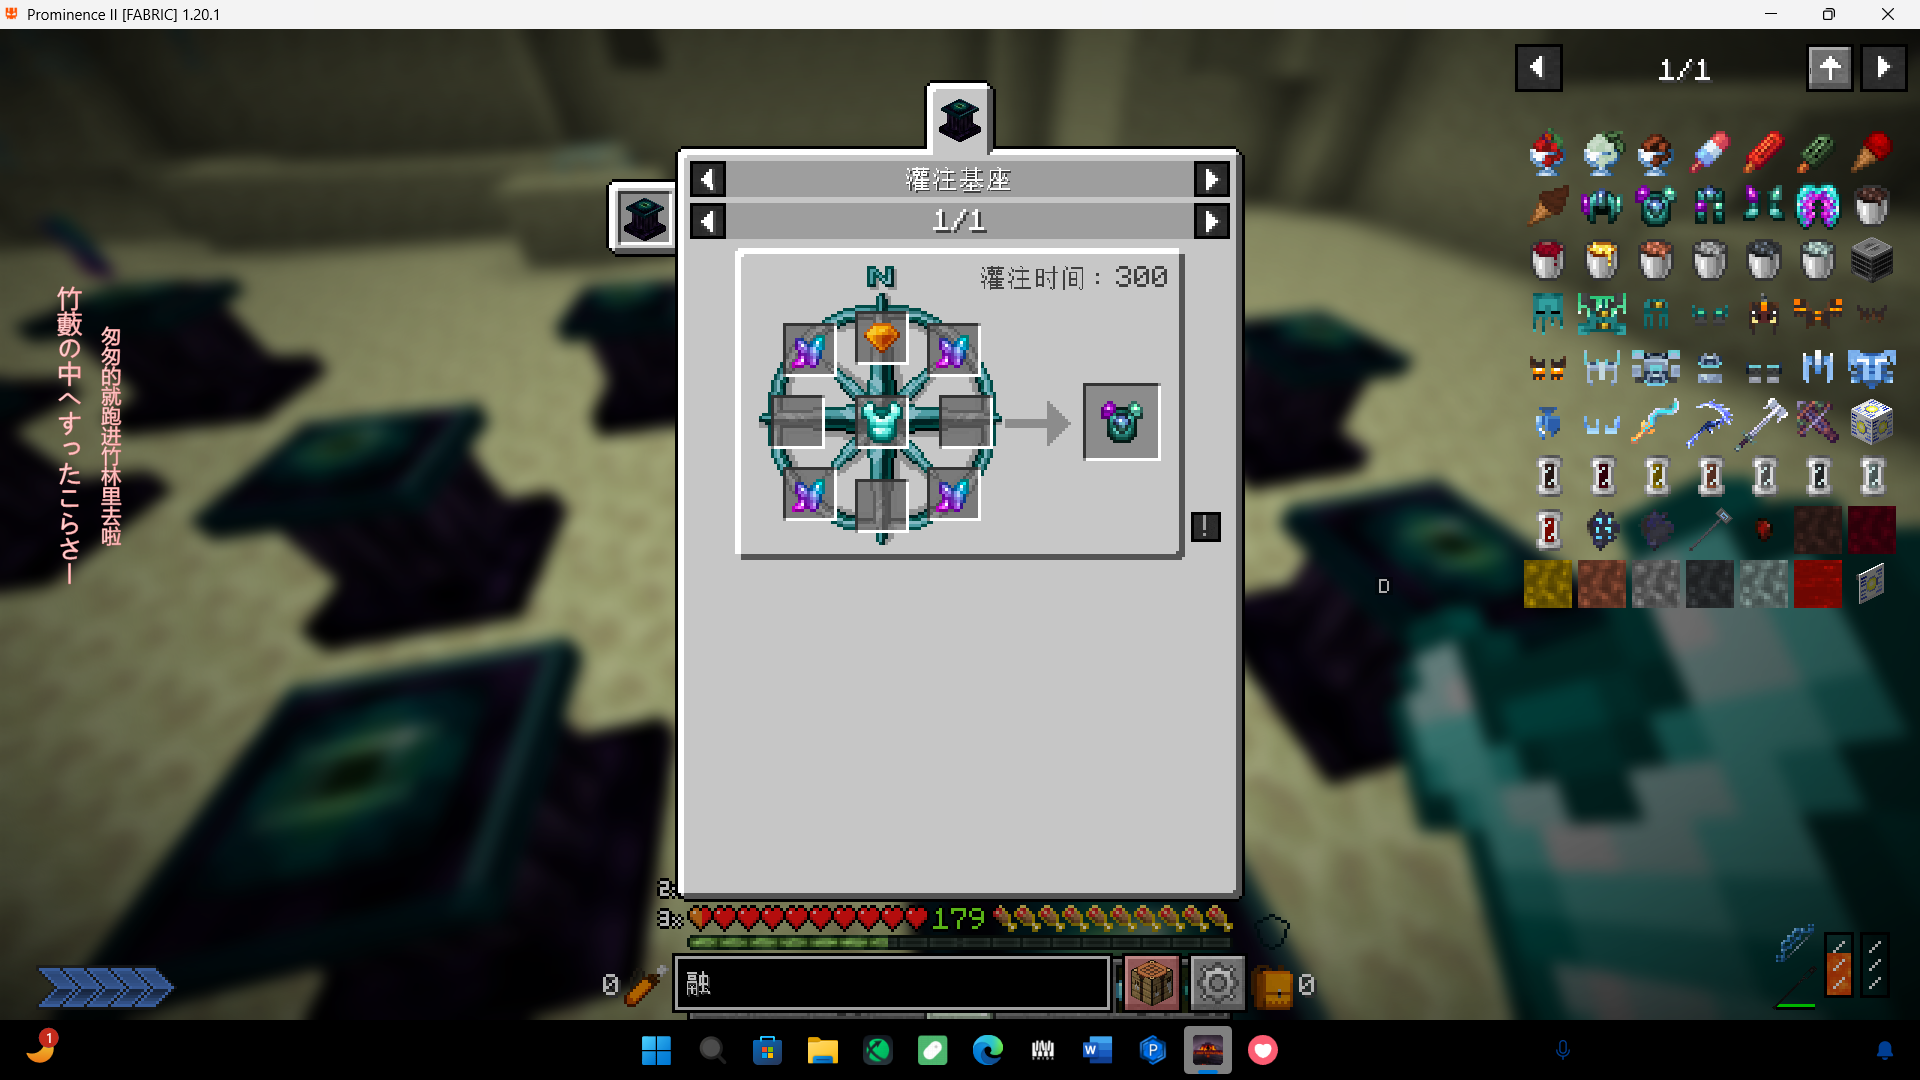 Prominence II [FABRIC] 1.20.1
1/1
灌注基座
1/1
N
灌注时间：300
竹藪の中へすったこらさー
匆匆的就跑进竹林里去啦
!
D
2x
3x
179
0
融
0
1
W
P